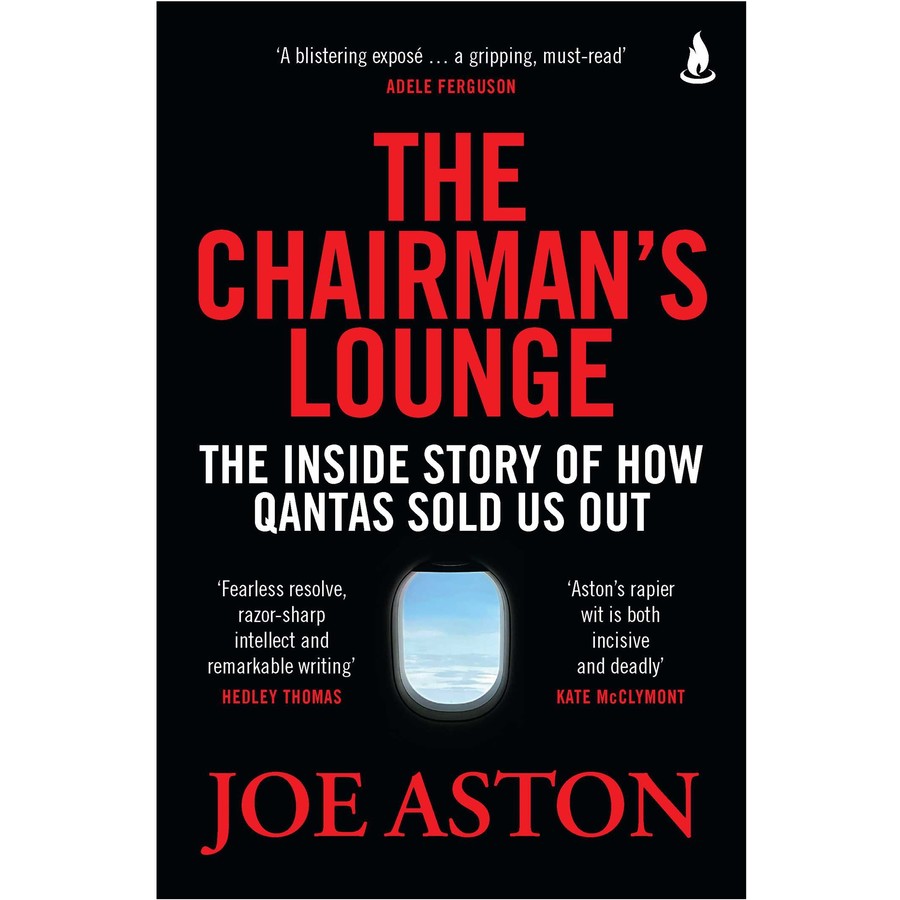 ‘A blistering exposé … a gripping, must-read’
ADELE FERGUSON
THE
CHAIRMAN’S
LOUNGE
THE INSIDE STORY OF HOW
QANTAS SOLD US OUT
‘Fearless resolve,
razor-sharp
intellect and
remarkable writing’
HEDLEY THOMAS
‘Aston’s rapier
wit is both
incisive
and deadly’
KATE McCLYMONT
JOE ASTON